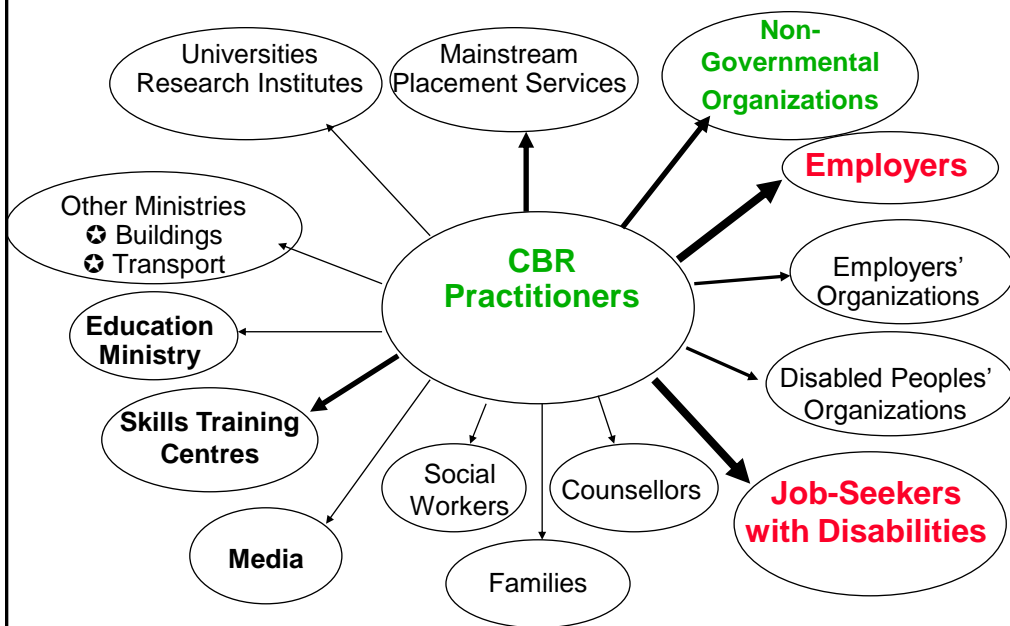 Universities
Research Institutes
Mainstream
Placement Services
Non-
Governmental
Organizations
Employers
Other Ministries
✪ Buildings
✪ Transport
CBR
Practitioners
Employers'
Organizations
Education
Ministry
Disabled Peoples'
Organizations
Skills Training
Centres
Social
Workers
Counsellors
Job-Seekers
with Disabilities
Media
Families